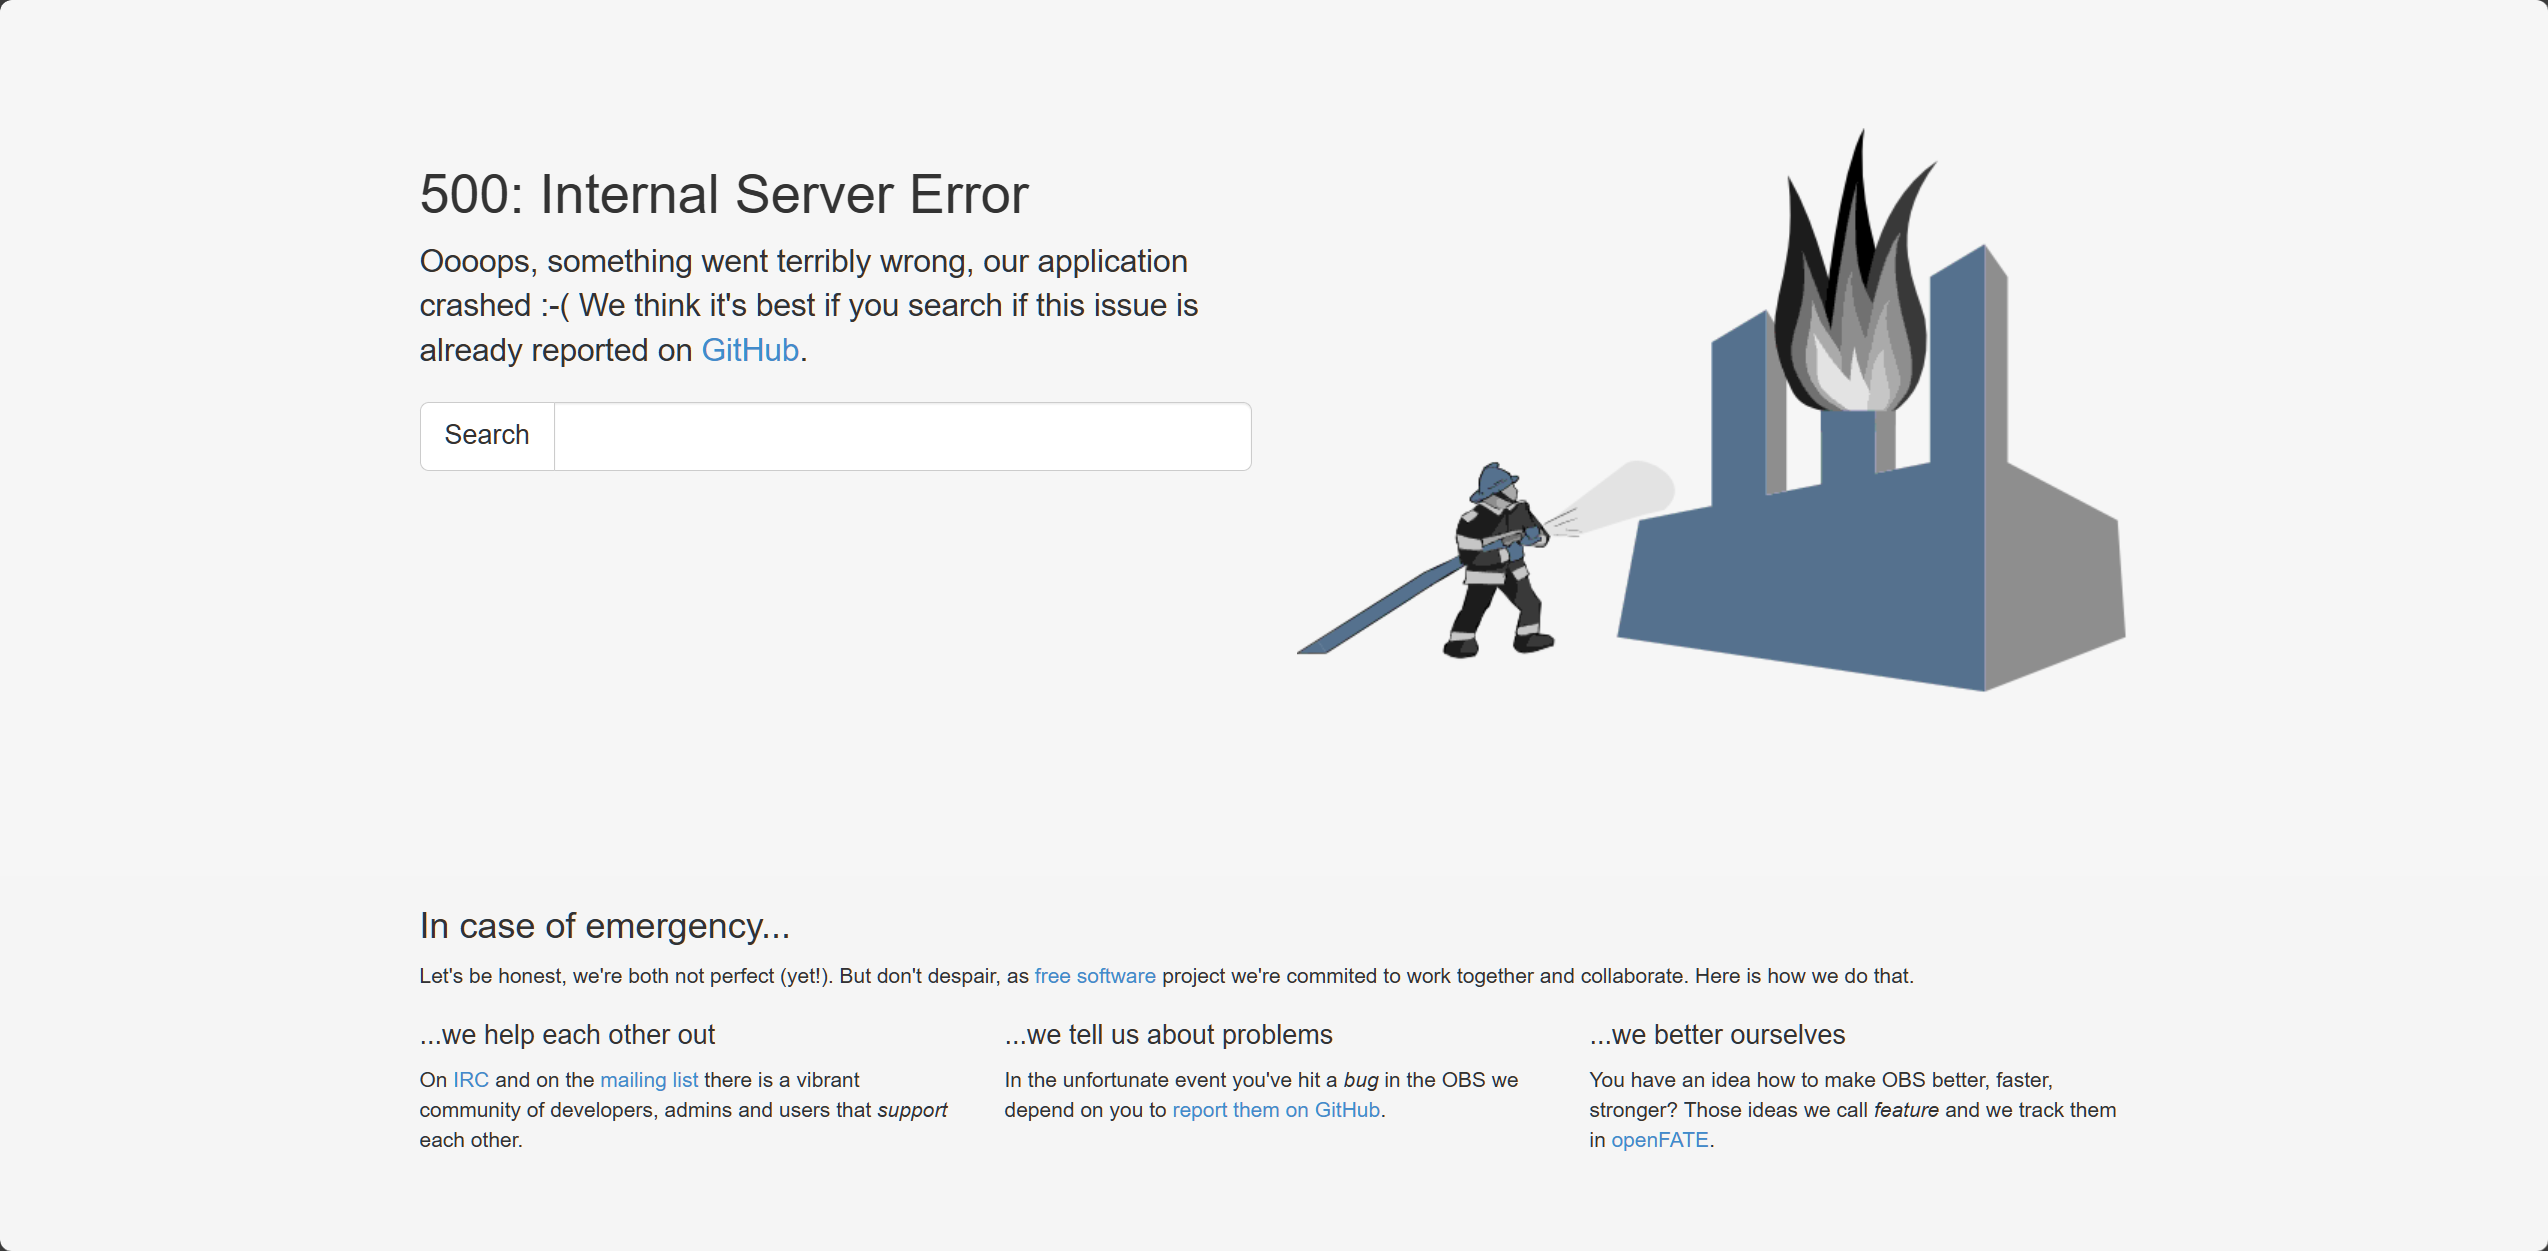 500: Internal Server Error
Oooops, something went terribly wrong, our application
crashed :-( We think it's best if you search if this issue is
already reported on GitHub.
Search
In case of emergency...
Let's be honest, we're both not perfect (yet!). But don't despair, as free software project we're commited to work together and collaborate. Here is how we do that.
...we help each other out
On IRC and on the mailing list there is a vibrant
community of developers, admins and users that support
each other.
...we tell us about problems
In the unfortunate event you've hit a bug in the OBS we
depend on you to report them on GitHub.
...we better ourselves
You have an idea how to make OBS better, faster,
stronger? Those ideas we call feature and we track them
in openFATE.